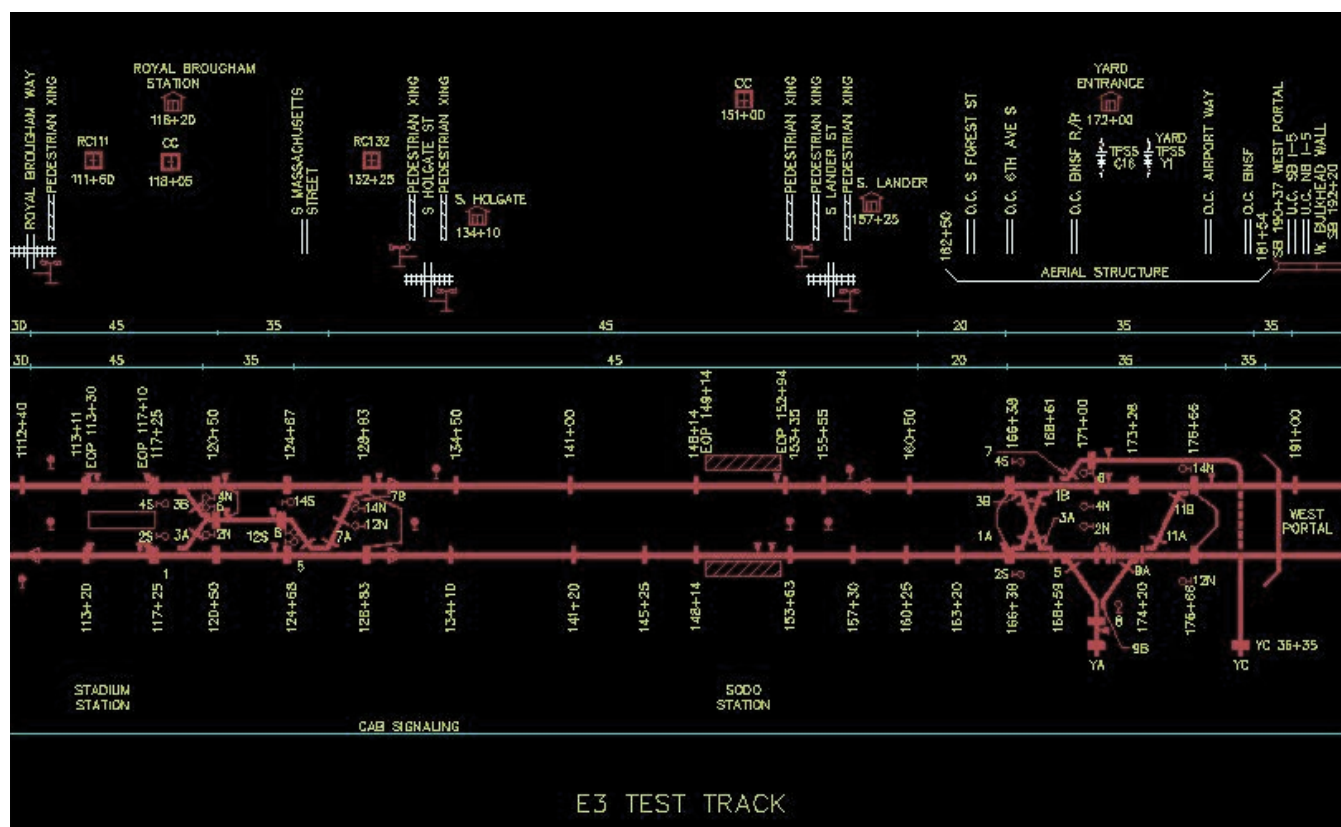 ROYAL BROUGHAM WAY
PEDESTRIAN XING
RC111
111+60
ROYAL BROUGHAM
STATION
116+20
CC
118+05
S MASSACHUSETTS
STREET
RC132
132+25
PEDESTRIAN XING
S HOLGATE ST
PEDESTRIAN XING
S. HOLGATE
134+10
CC
151+00
PEDESTRIAN XING
PEDESTRIAN XING
S LANDER ST
PEDESTRIAN XING
S. LANDER
157+25
162+50
O.C. S FOREST ST
O.C. 6TH AVE S
O.C. BNSF R/R
YARD
ENTRANCE
172+00
TPSS
C16
YARD
TPSS
Y1
O.C. AIRPORT WAY
O.C. BNSF
181+54
SB 190+37 WEST PORTAL
U.C. SB I-5
U.C. NB I-5
W. BULKHEAD WALL
SB 192+20
AERIAL STRUCTURE
30 45 35 45 20 35 35
30 45 35 45 20 35 35
112+40
113+11
EOP 113+30
EOP 117+10
117+25
120+50
124+67
128+83
134+50
141+00
148+14
EOP 149+14
EOP 152+94
153+35
155+55
160+50
166+38
168+61
171+00
173+26
176+66
191+00
4S 3B 4N 6 14S 7B 14N 12N
2S 3A 2N 12S 8 7A
1 5
7
4S 3B 1B 8 14N
4N 11B
1A 3A 2N 11A
2S 5 9A 12N
6
9B
WEST
PORTAL
113+20
117+25
120+50
124+68
128+83
134+10
141+20
145+25
148+14
153+63
157+30
160+25
163+20
166+38
168+59
174+20
176+66
YA
YC
YC 36+35
STADIUM
STATION
SODO
STATION
CAB SIGNALING
E3 TEST TRACK